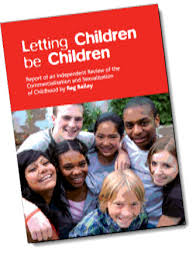 Letting Children
be Children
Report of an Independent Review of the
Commercialisation and Sexualisation
of Childhood by Reg Bailey